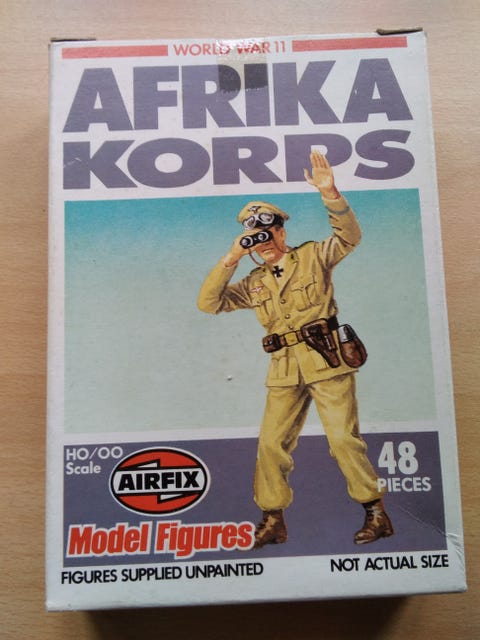 WORLD WAR 11
AFRIKA
KORPS
HO/OO
Scale
AIRFIX
48
PIECES
Model Figures
FIGURES SUPPLIED UNPAINTED
NOT ACTUAL SIZE